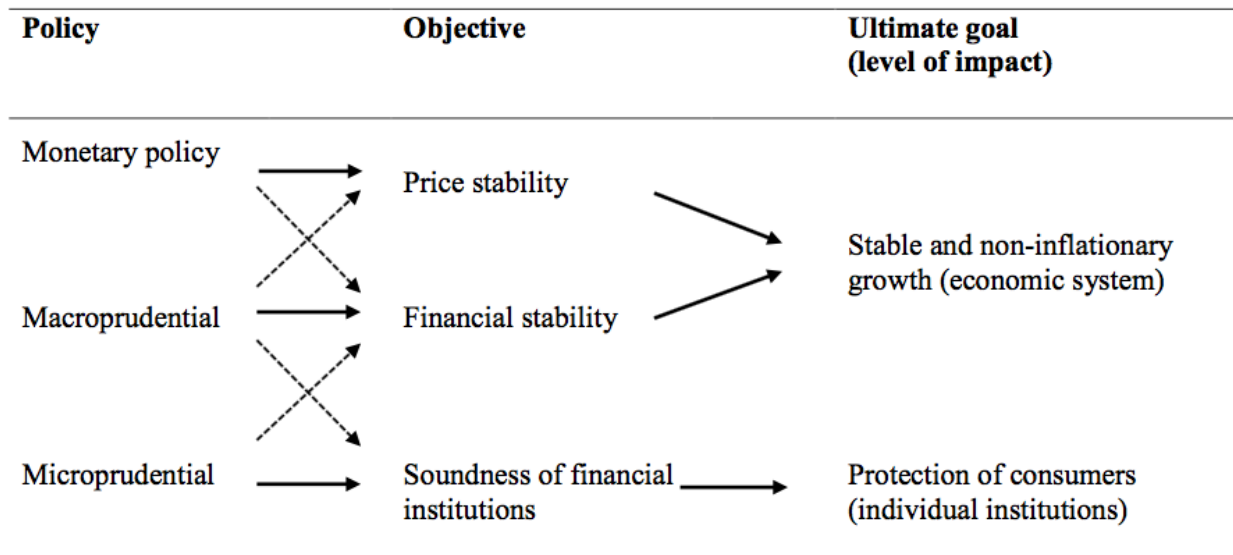 Policy
Objective
Ultimate goal
(level of impact)
Monetary policy
Price stability
Stable and non-inflationary
growth (economic system)
Macroprudential
Financial stability
Microprudential
Soundness of financial
institutions
Protection of consumers
(individual institutions)